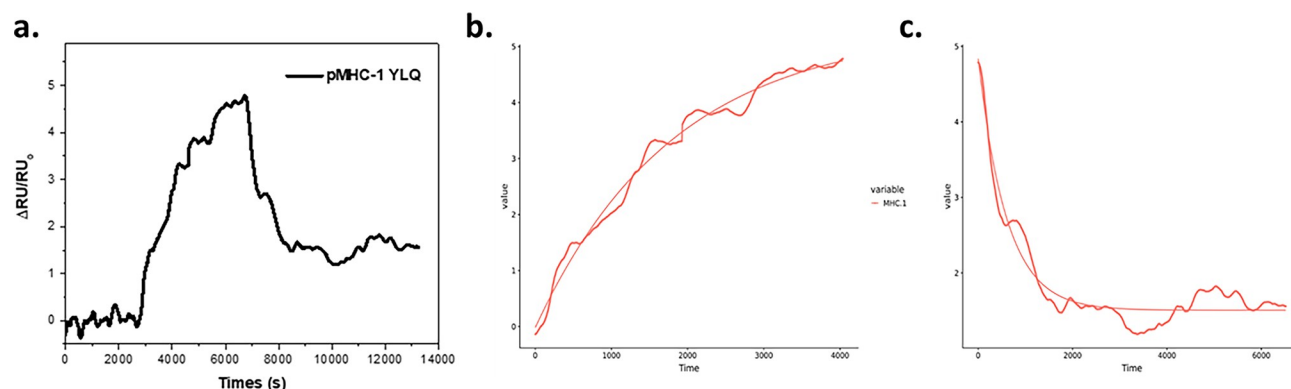 a.
ΔRU/RUo
5
4
3
2
1
0
pMHC-1 YLQ
0 2000 4000 6000 8000 10000 12000 14000
Times (s)
b.
value
5
4
3
2
1
0
0 1000 2000 3000 4000
Time
variable
MHC.1
c.
value
5
4
3
2
0 2000 4000 6000
Time